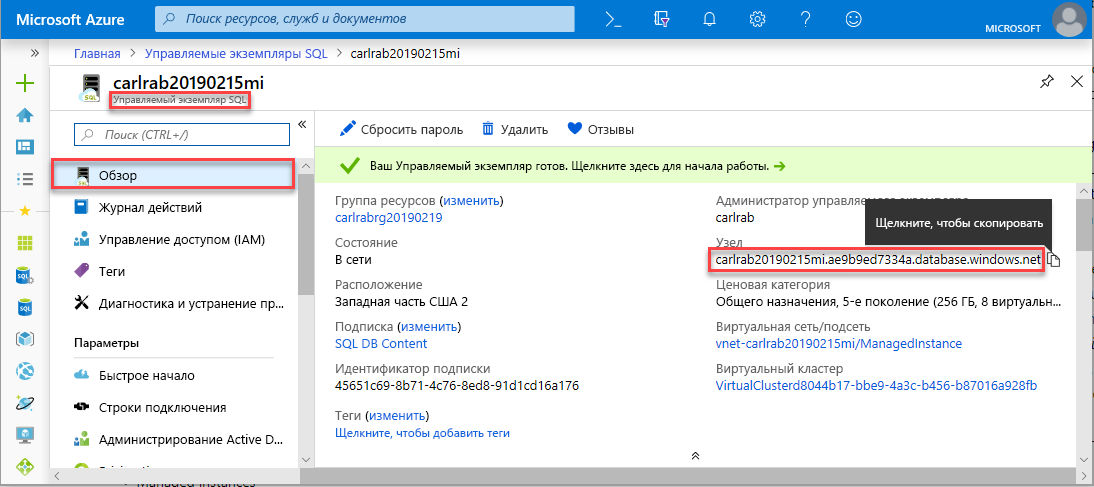 Microsoft Azure
Поиск ресурсов, служб и документов
MICROSOFT
Главная > Управляемые экземпляры SQL > carlrab20190215mi
carlrab20190215mi
Управляемый экземпляр SQL
SQL
Поиск (CTRL+/)
Обзор
Журнал действий
Управление доступом (IAM)
Теги
Диагностика и устранение пр...
Параметры
Быстрое начало
Строки подключения
Администрирование Active D...
Сбросить пароль
Удалить
Отзывы
Ваш Управляемый экземпляр готов. Щелкните здесь для начала работы.
Группа ресурсов (изменить)
carlrabrg20190219
Состояние
В сети
Расположение
Западная часть США 2
Подписка (изменить)
SQL DB Content
Идентификатор подписки
45651c69-8b71-4c76-8ed8-91d1cd16a176
Теги (изменить)
Щелкните, чтобы добавить теги
Администратор управляемого экземпляра
carlrab
Щелкните, чтобы скопировать
Узел
carlrab20190215mi.ae9b9ed7334a.database.windows.net
Ценовая категория
Общего назначения, 5-е поколение (256 ГБ, 8 виртуальн...
Виртуальная сеть/подсеть
vnet-carlrab20190215mi/ManagedInstance
Виртуальный кластер
VirtualClusterd8044b17-bbe9-4a3c-b456-b87016a928fb